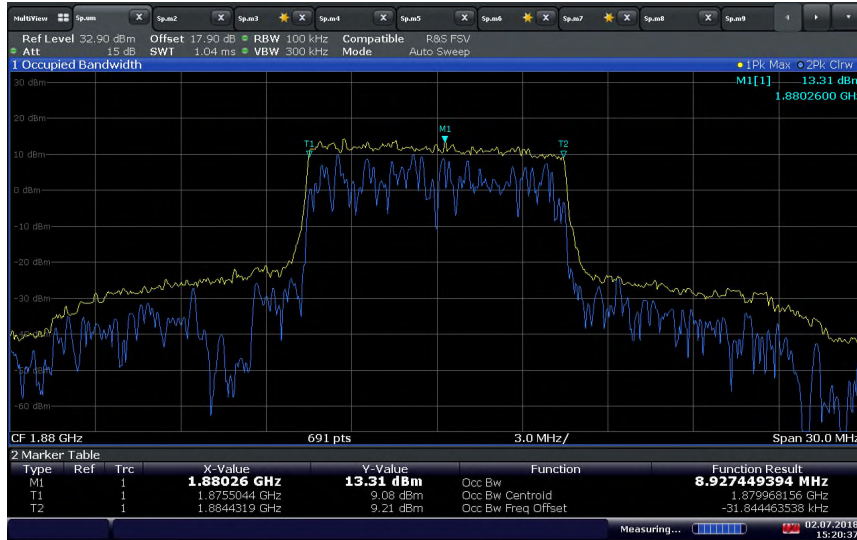 MultiView Sp.um X Sp.m2 X Sp.m3 X Sp.m4 X Sp.m5 X Sp.m6 X Sp.m7 X Sp.m8 X Sp.m9
Ref Level 32.90 dBm Offset 17.90 dB RBW 100 kHz Compatible R&S FSV
Att 15 dB SWT 1.04 ms VBW 300 kHz Mode Auto Sweep
1 Occupied Bandwidth 1Pk Max 2Pk Clrw
M1[1] 13.31 dBm
1.8802600 GH
30 dBm
20 dBm
M1
T1 T2
10 dBm
0 dBm
-10 dBm
-20 dBm
-30 dBm
-40 dBm
-50 dBm
-60 dBm
CF 1.88 GHz 691 pts 3.0 MHz/ Span 30.0 MHz
2 Marker Table
Type Ref Trc X-Value Y-Value Function Function Result
M1 1 1.88026 GHz 13.31 dBm Occ Bw 8.927449394 MHz
T1 1 1.8755044 GHz 9.08 dBm Occ Bw Centroid 1.879968156 GHz
T2 1 1.8844319 GHz 9.21 dBm Occ Bw Freq Offset -31.844463538 kHz
Measuring... 02.07.2018
15:20:37